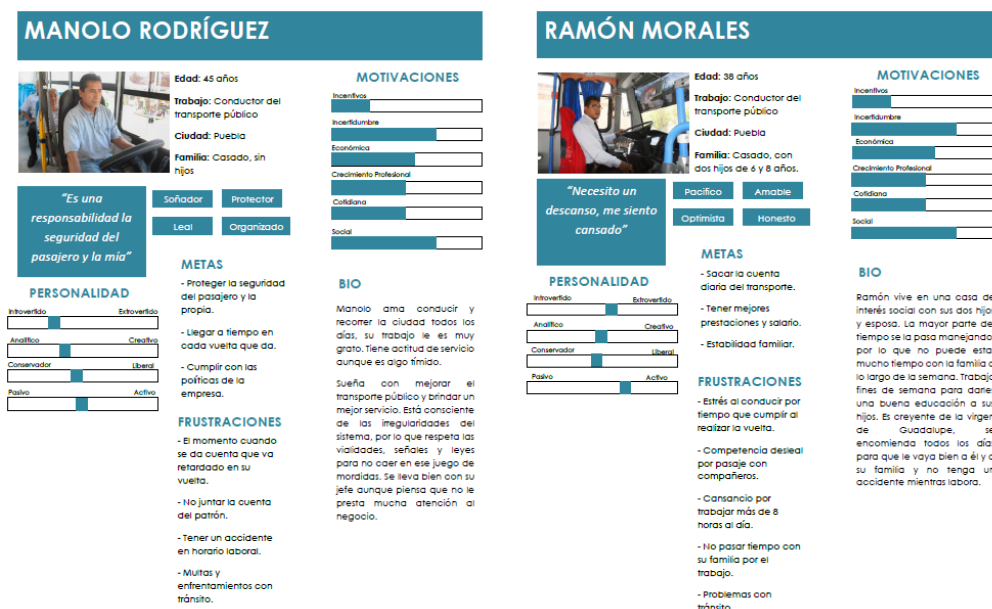 MANOLO RODRÍGUEZ
Edad: 45 años
Trabajo: Conductor del
transporte público
Ciudad: Puebla
Familia: Casado, sin
hijos
"Es una
responsabilidad la
seguridad del
pasajero y la mía"
Soñador
Protector
Leal
Organizado
PERSONALIDAD
Introvertido
Extrovertido
Analítico
Creativo
Conservador
Liberal
Pasivo
Activo
METAS
- Proteger la seguridad
del pasajero y la
propia.
- Llegar a tiempo en
cada vuelta que da.
- Cumplir con las
políticas de la
empresa.
FRUSTRACIONES
- El momento cuando
se da cuenta que va
retardado en su
vuelta.
- No juntar la cuenta
del patrón.
- Tener un accidente
en horario laboral.
- Multas y
enfrentamientos con
tránsito.
MOTIVACIONES
Incentivos
Incertidumbre
Económica
Crecimiento Profesional
Cotidiana
Social
BIO
Manolo ama conducir y
recorrer la ciudad todos los
días, su trabajo le es muy
grato. Tiene actitud de servicio
aunque es algo tímido.
Sueña con mejorar el
transporte público y brindar un
mejor servicio. Está consciente
de las irregularidades del
sistema, por lo que respeta las
vialidades, señales y leyes
para no caer en ese juego de
mordidas. Se lleva bien con su
jefe aunque piensa que no le
presta mucha atención al
negocio.
RAMÓN MORALES
Edad: 38 años
Trabajo: Conductor del
transporte público
Ciudad: Puebla
Familia: Casado, con
dos hijos de 6 y 8 años.
"Necesito un
descanso, me siento
cansado"
Pacífico
Amable
Optimista
Honesto
PERSONALIDAD
Introvertido
Extrovertido
Analítico
Creativo
Conservador
Liberal
Pasivo
Activo
METAS
- Sacar la cuenta
diaria del transporte.
- Tener mejores
prestaciones y salario.
- Estabilidad familiar.
FRUSTRACIONES
- Estrés al conducir por
tiempo que cumplir al
realizar la vuelta.
- Competencia desleal
por pasaje con
compañeros.
- Cansancio por
trabajar más de 8
horas al día.
- No pasar tiempo con
su familia por el
trabajo.
- Problemas con
tránsito.
MOTIVACIONES
Incentivos
Incertidumbre
Económica
Crecimiento Profesional
Cotidiana
Social
BIO
Ramón vive en una casa de
interés social con sus dos hijos
y esposa. La mayor parte del
tiempo se la pasa manejando,
por lo que no puede estar
mucho tiempo con la familia a
lo largo de la semana. Trabaja
fines de semana para darles
una buena educación a sus
hijos. Es creyente de la virgen
de Guadalupe, se
encomienda todos los días
para que le vaya bien a él y a
su familia y no tenga un
accidente mientras labora.